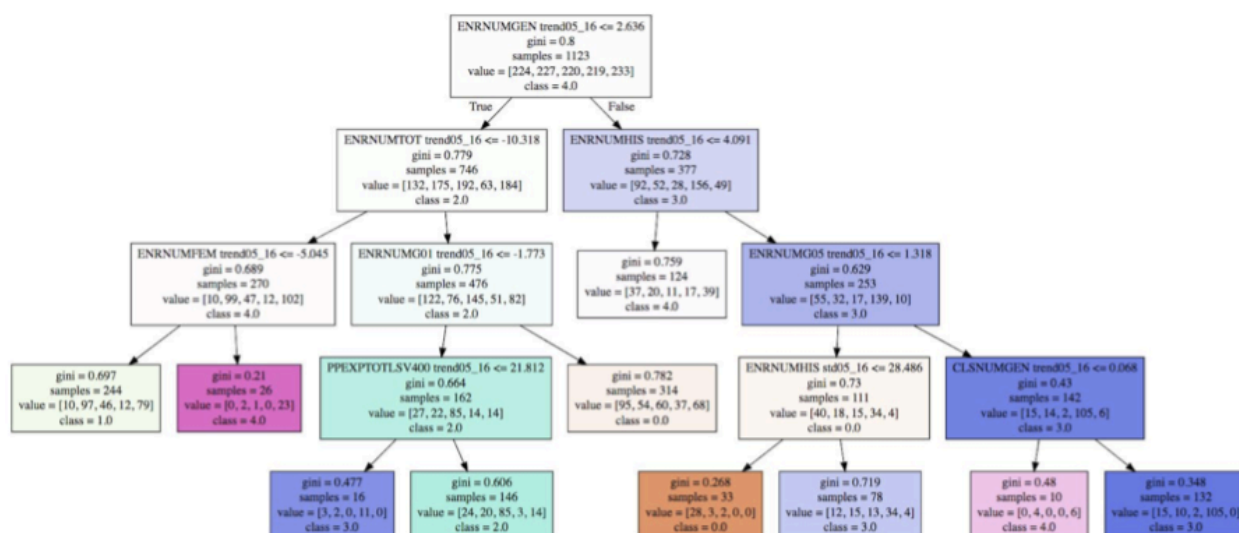 ENRNUMGEN trend05_16 <= 2.636
gini = 0.8
samples = 1123
value = [224, 227, 220, 219, 233]
class = 4.0
True
False
ENRNUMTOT trend05_16 <= -10.318
gini = 0.779
samples = 746
value = [132, 175, 192, 63, 184]
class = 2.0
ENRNUMHIS trend05_16 <= 4.091
gini = 0.728
samples = 377
value = [92, 52, 28, 156, 49]
class = 3.0
ENRNUMFEM trend05_16 <= -5.045
gini = 0.689
samples = 270
value = [10, 99, 47, 12, 102]
class = 4.0
ENRNUMG01 trend05_16 <= -1.773
gini = 0.775
samples = 476
value = [122, 76, 145, 51, 82]
class = 2.0
gini = 0.759
samples = 124
value = [37, 20, 11, 17, 39]
class = 4.0
ENRNUMG05 trend05_16 <= 1.318
gini = 0.629
samples = 253
value = [55, 32, 17, 139, 10]
class = 3.0
gini = 0.697
samples = 244
value = [10, 97, 46, 12, 79]
class = 1.0
gini = 0.21
samples = 26
value = [0, 2, 1, 0, 23]
class = 4.0
PPEXPTOTLSV400 trend05_16 <= 21.812
gini = 0.664
samples = 162
value = [27, 22, 85, 14, 14]
class = 2.0
gini = 0.782
samples = 314
value = [95, 54, 60, 37, 68]
class = 0.0
ENRNUMHIS std05_16 <= 28.486
gini = 0.73
samples = 111
value = [40, 18, 15, 34, 4]
class = 0.0
CLSNUMGEN trend05_16 <= 0.068
gini = 0.43
samples = 142
value = [15, 14, 2, 105, 6]
class = 3.0
gini = 0.477
samples = 16
value = [3, 2, 0, 11, 0]
class = 3.0
gini = 0.606
samples = 146
value = [24, 20, 85, 3, 14]
class = 2.0
gini = 0.268
samples = 33
value = [28, 3, 2, 0, 0]
class = 0.0
gini = 0.719
samples = 78
value = [12, 15, 13, 34, 4]
class = 3.0
gini = 0.48
samples = 10
value = [0, 4, 0, 0, 6]
class = 4.0
gini = 0.348
samples = 132
value = [15, 10, 2, 105, 0]
class = 3.0